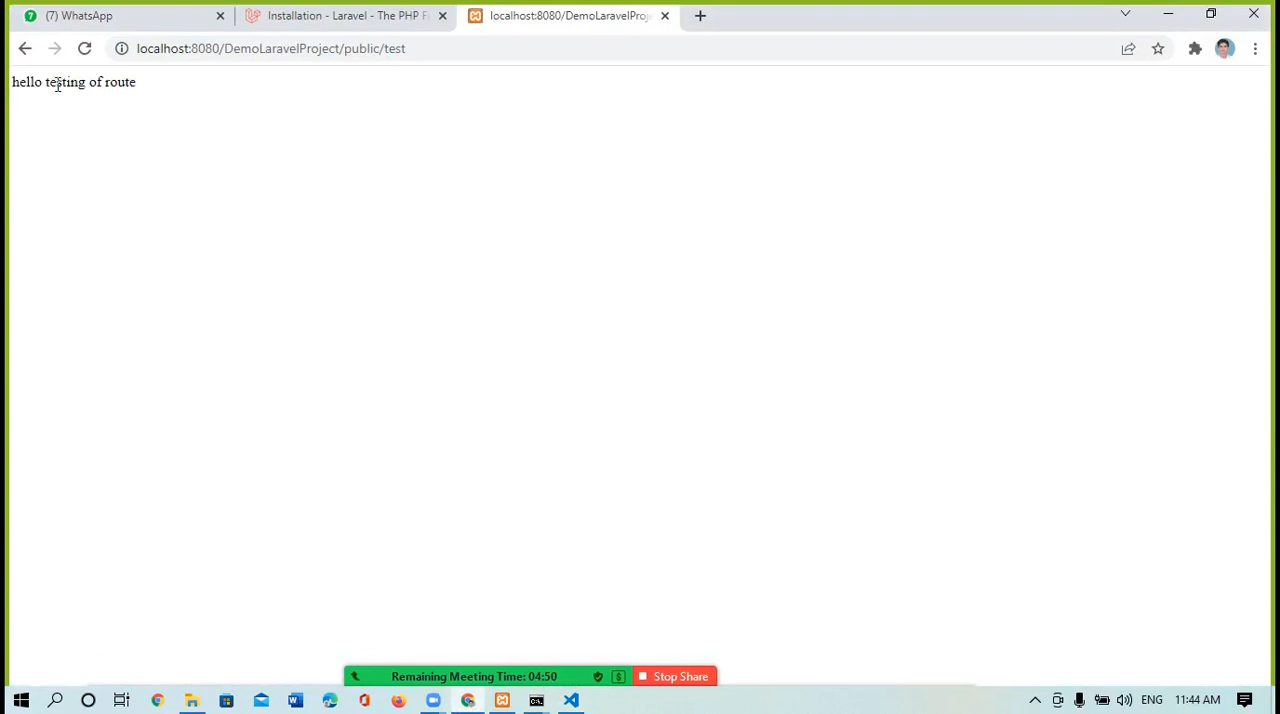 7
(7) WhatsApp
Installation - Laravel - The PHP F
localhost:8080/DemoLaravelProj
localhost:8080/DemoLaravelProject/public/test
hello testing of route
Remaining Meeting Time: 04:50
Stop Share
ENG
11:44 AM